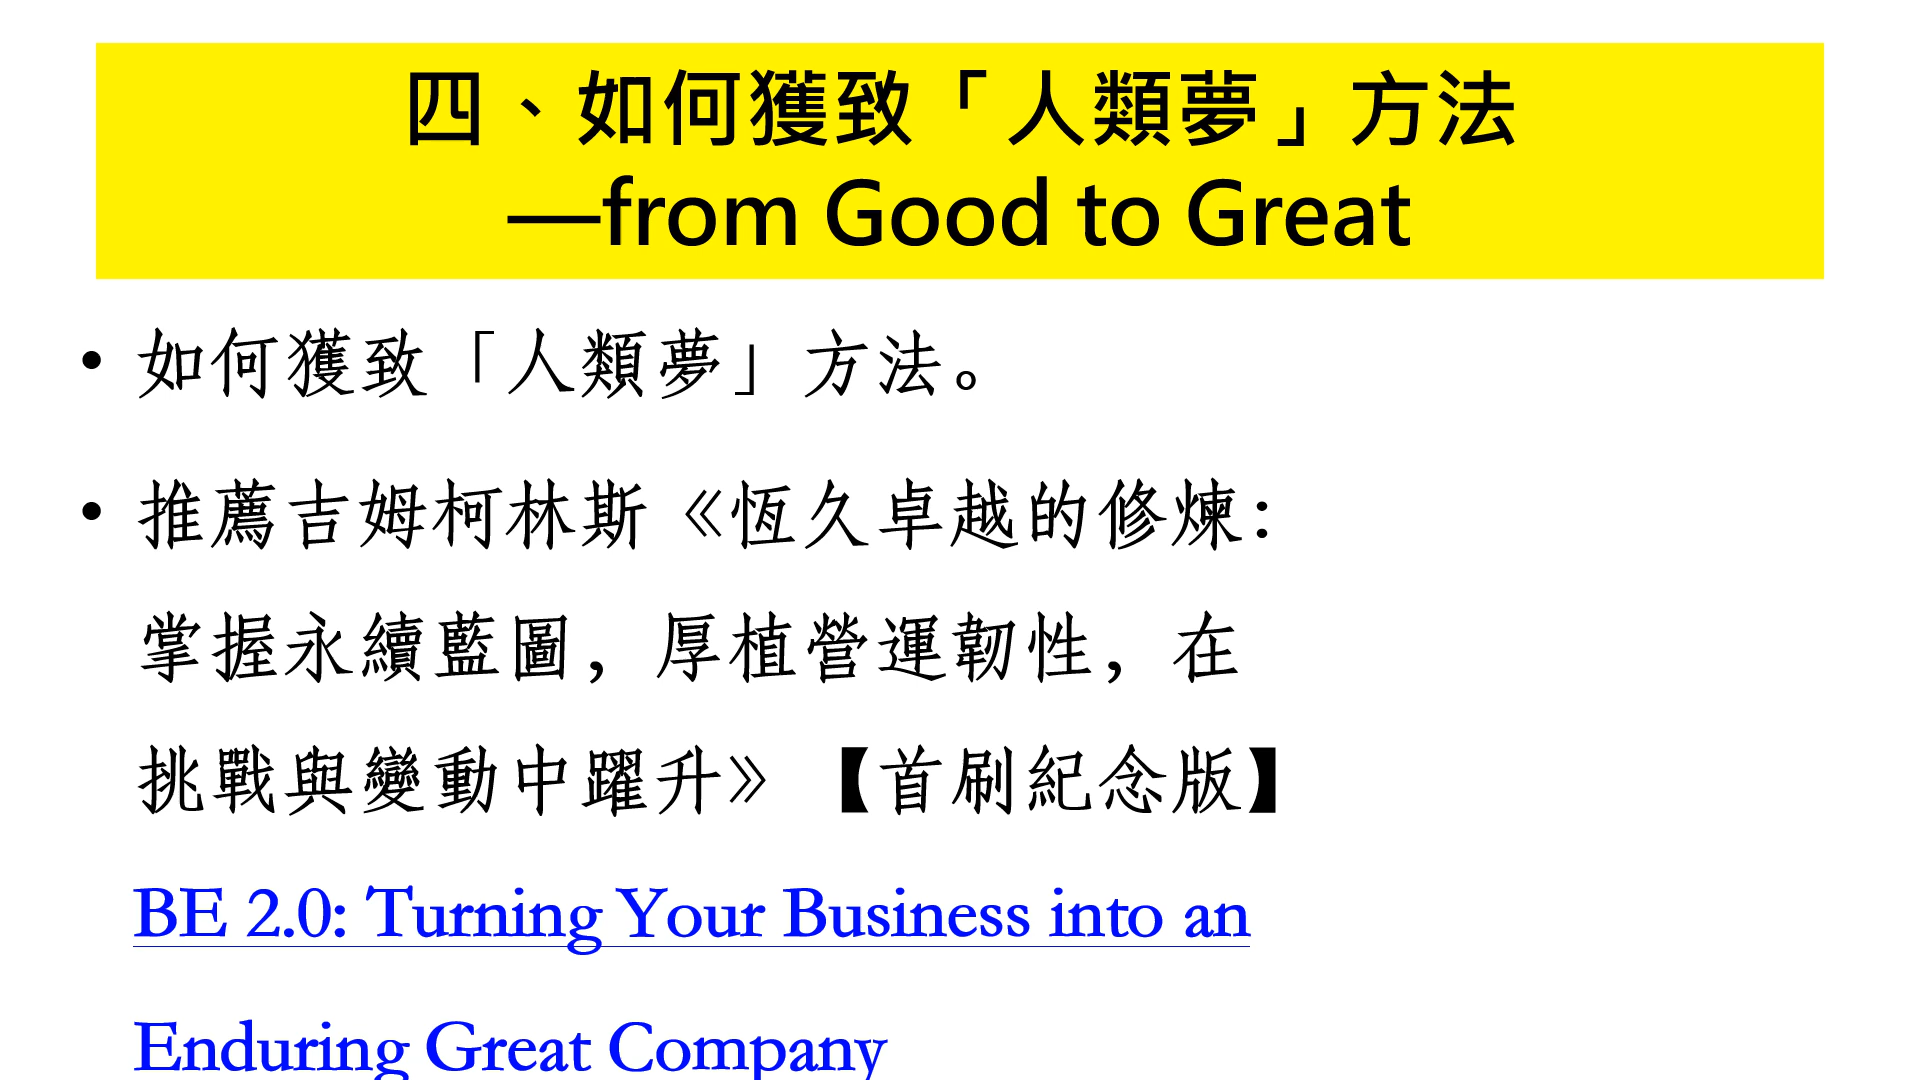 四、如何獲致「人類夢」方法
—from Good to Great
• 如何獲致「人類夢」方法。
• 推薦吉姆柯林斯《恆久卓越的修煉：
掌握永續藍圖，厚植營運韌性，在
挑戰與變動中躍升》【首刷紀念版】
BE 2.0: Turning Your Business into an
Enduring Great Company